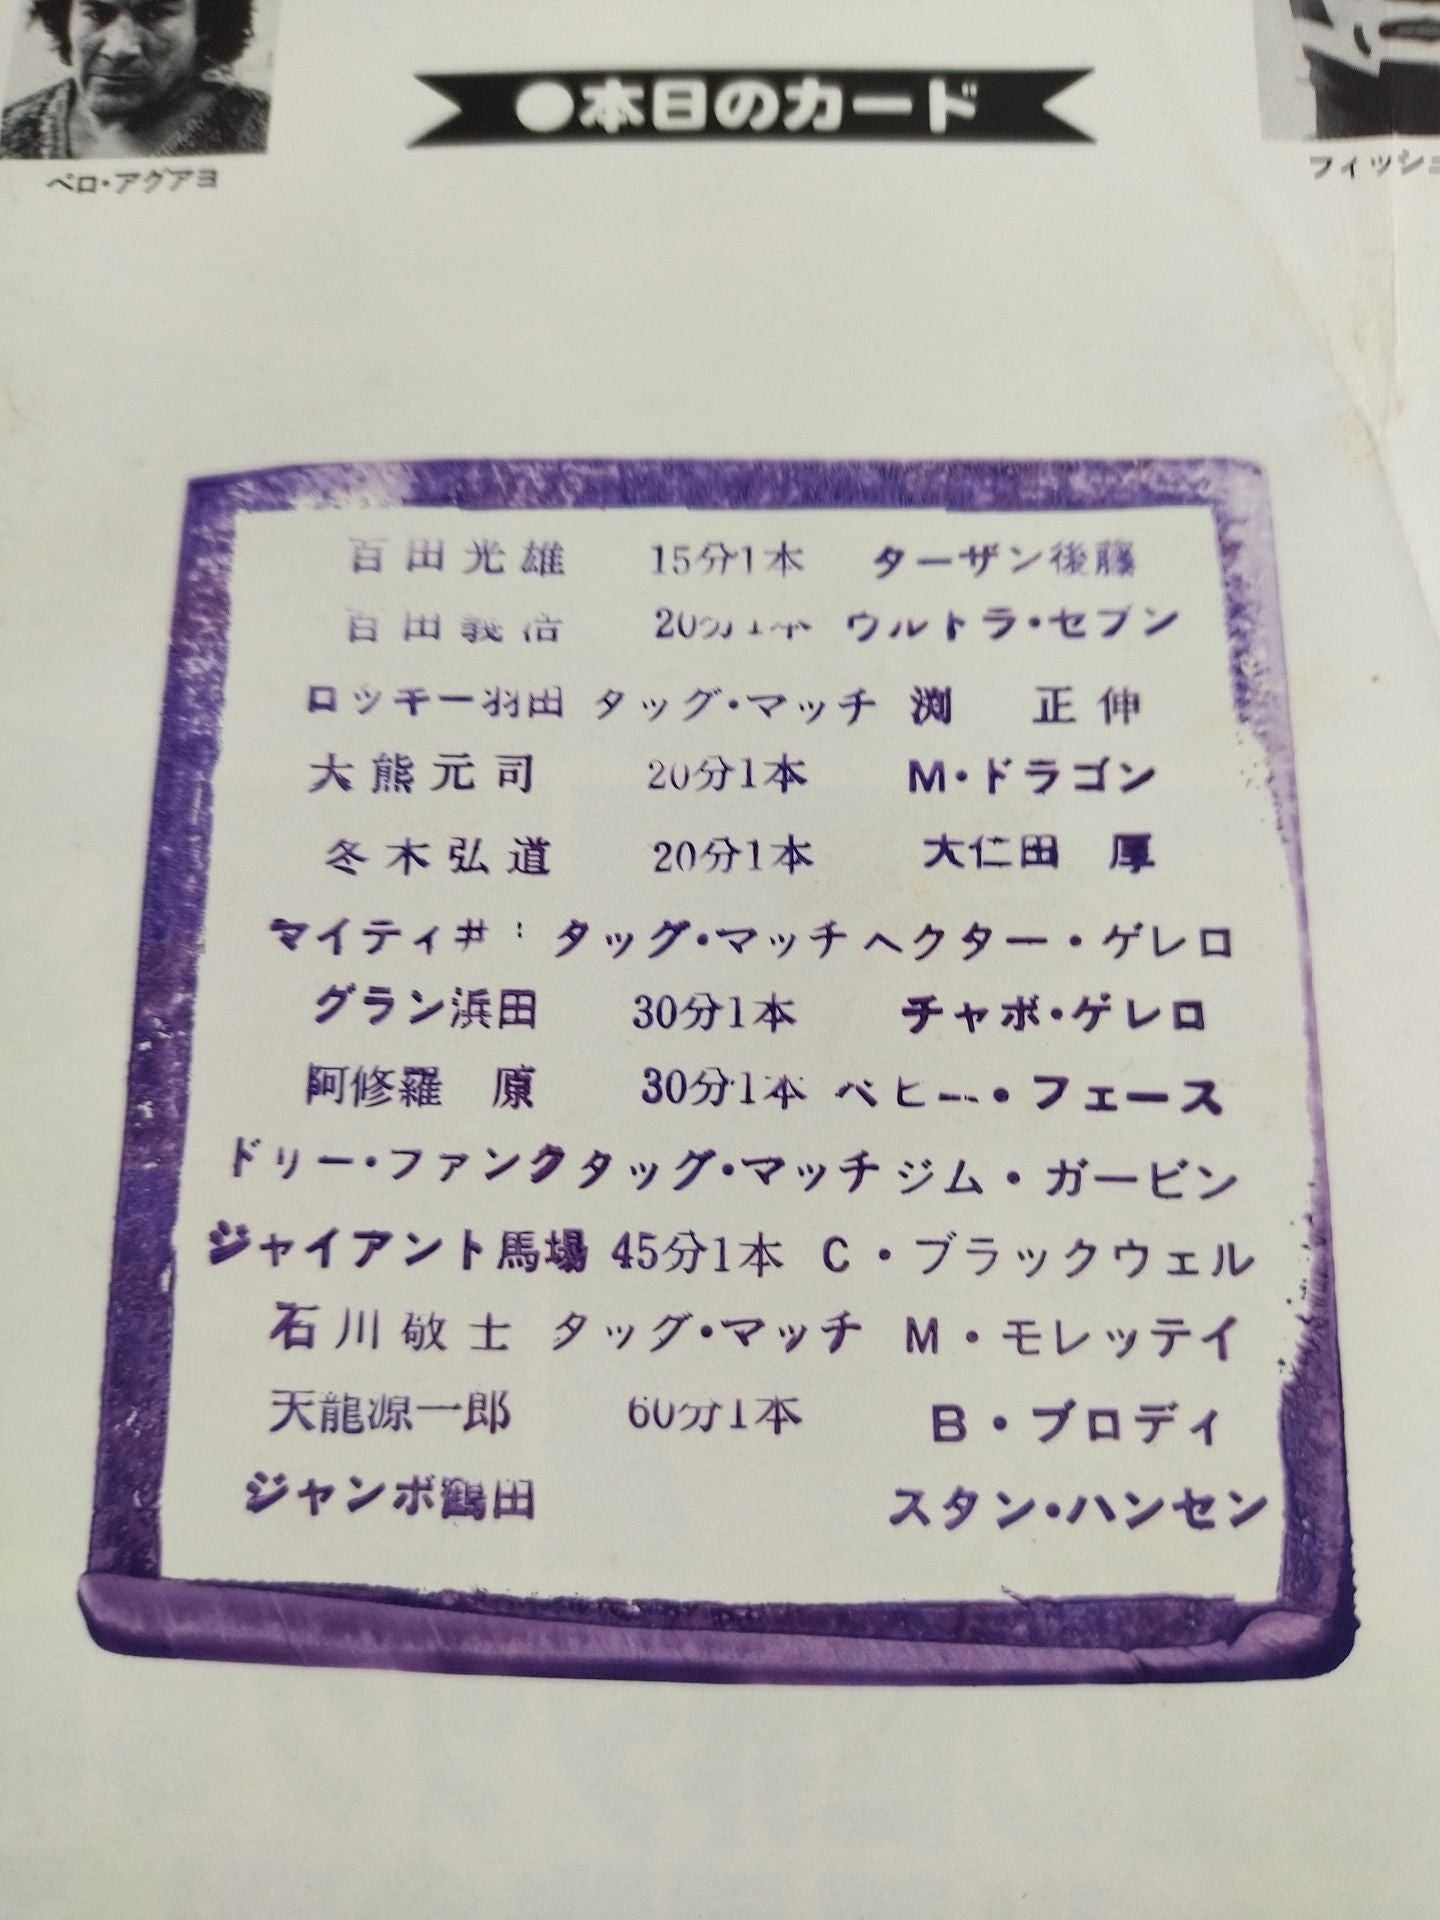 ●本日のカード
ペロ・アグアヨ
フィッシュ
百田光雄 15分1本 ターザン後藤
百田義浩 20分1本 ウルトラ・セブン
ロッキー羽田 タッグ・マッチ 渕 正伸
大熊元司 20分1本 M・ドラゴン
冬木弘道 20分1本 大仁田 厚
マイティ井 タッグ・マッチ ヘクター・ゲレロ
グラン浜田 30分1本 チャボ・ゲレロ
阿修羅 原 30分1本 ベビー・フェース
ドリー・ファンク タッグ・マッチ ジム・ガービン
ジャイアント馬場 45分1本 C・ブラックウェル
石川敬士 タッグ・マッチ M・モレッテイ
天龍源一郎 60分1本 B・ブロディ
ジャンボ鶴田 スタン・ハンセン